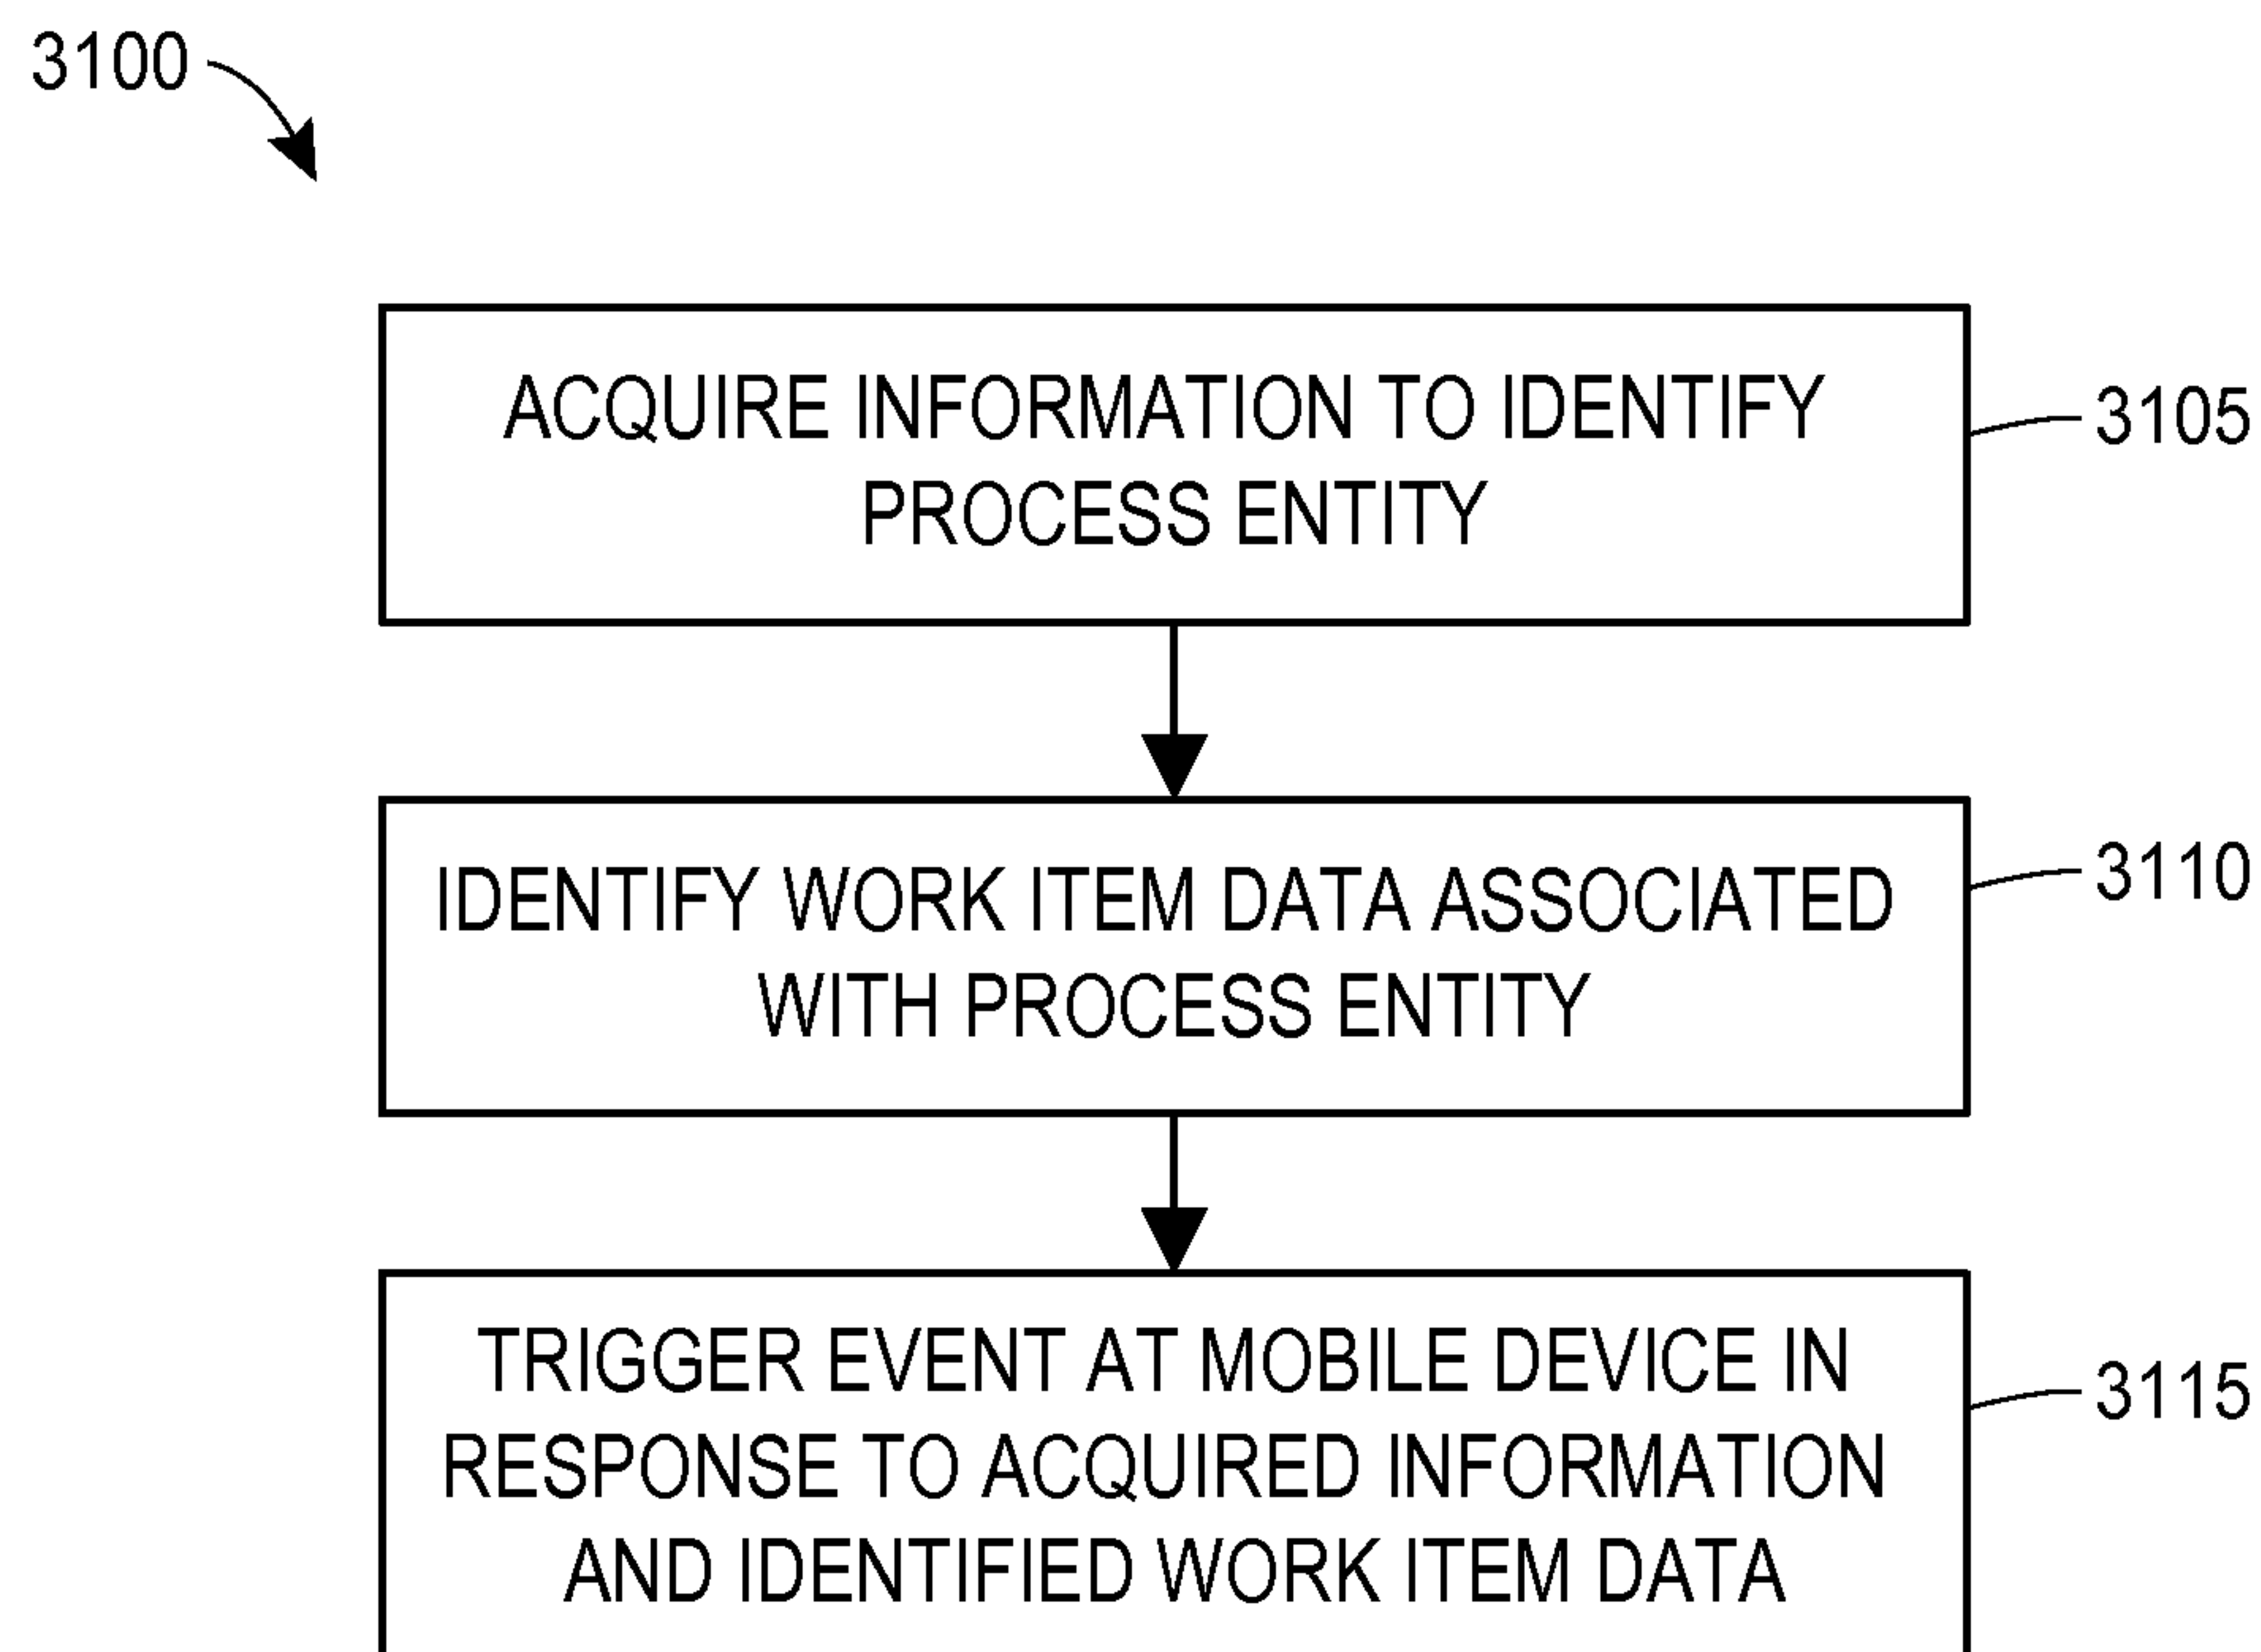 3100
ACQUIRE INFORMATION TO IDENTIFY
PROCESS ENTITY
3105
IDENTIFY WORK ITEM DATA ASSOCIATED
WITH PROCESS ENTITY
3110
TRIGGER EVENT AT MOBILE DEVICE IN
RESPONSE TO ACQUIRED INFORMATION
AND IDENTIFIED WORK ITEM DATA
3115